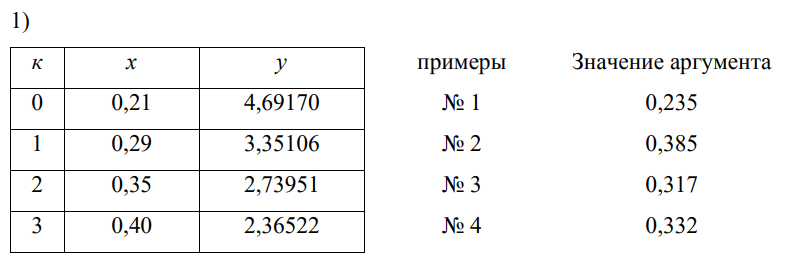 1)
к x y примеры Значение аргумента
0 0,21 4,69170 № 1 0,235
1 0,29 3,35106 № 2 0,385
2 0,35 2,73951 № 3 0,317
3 0,40 2,36522 № 4 0,332